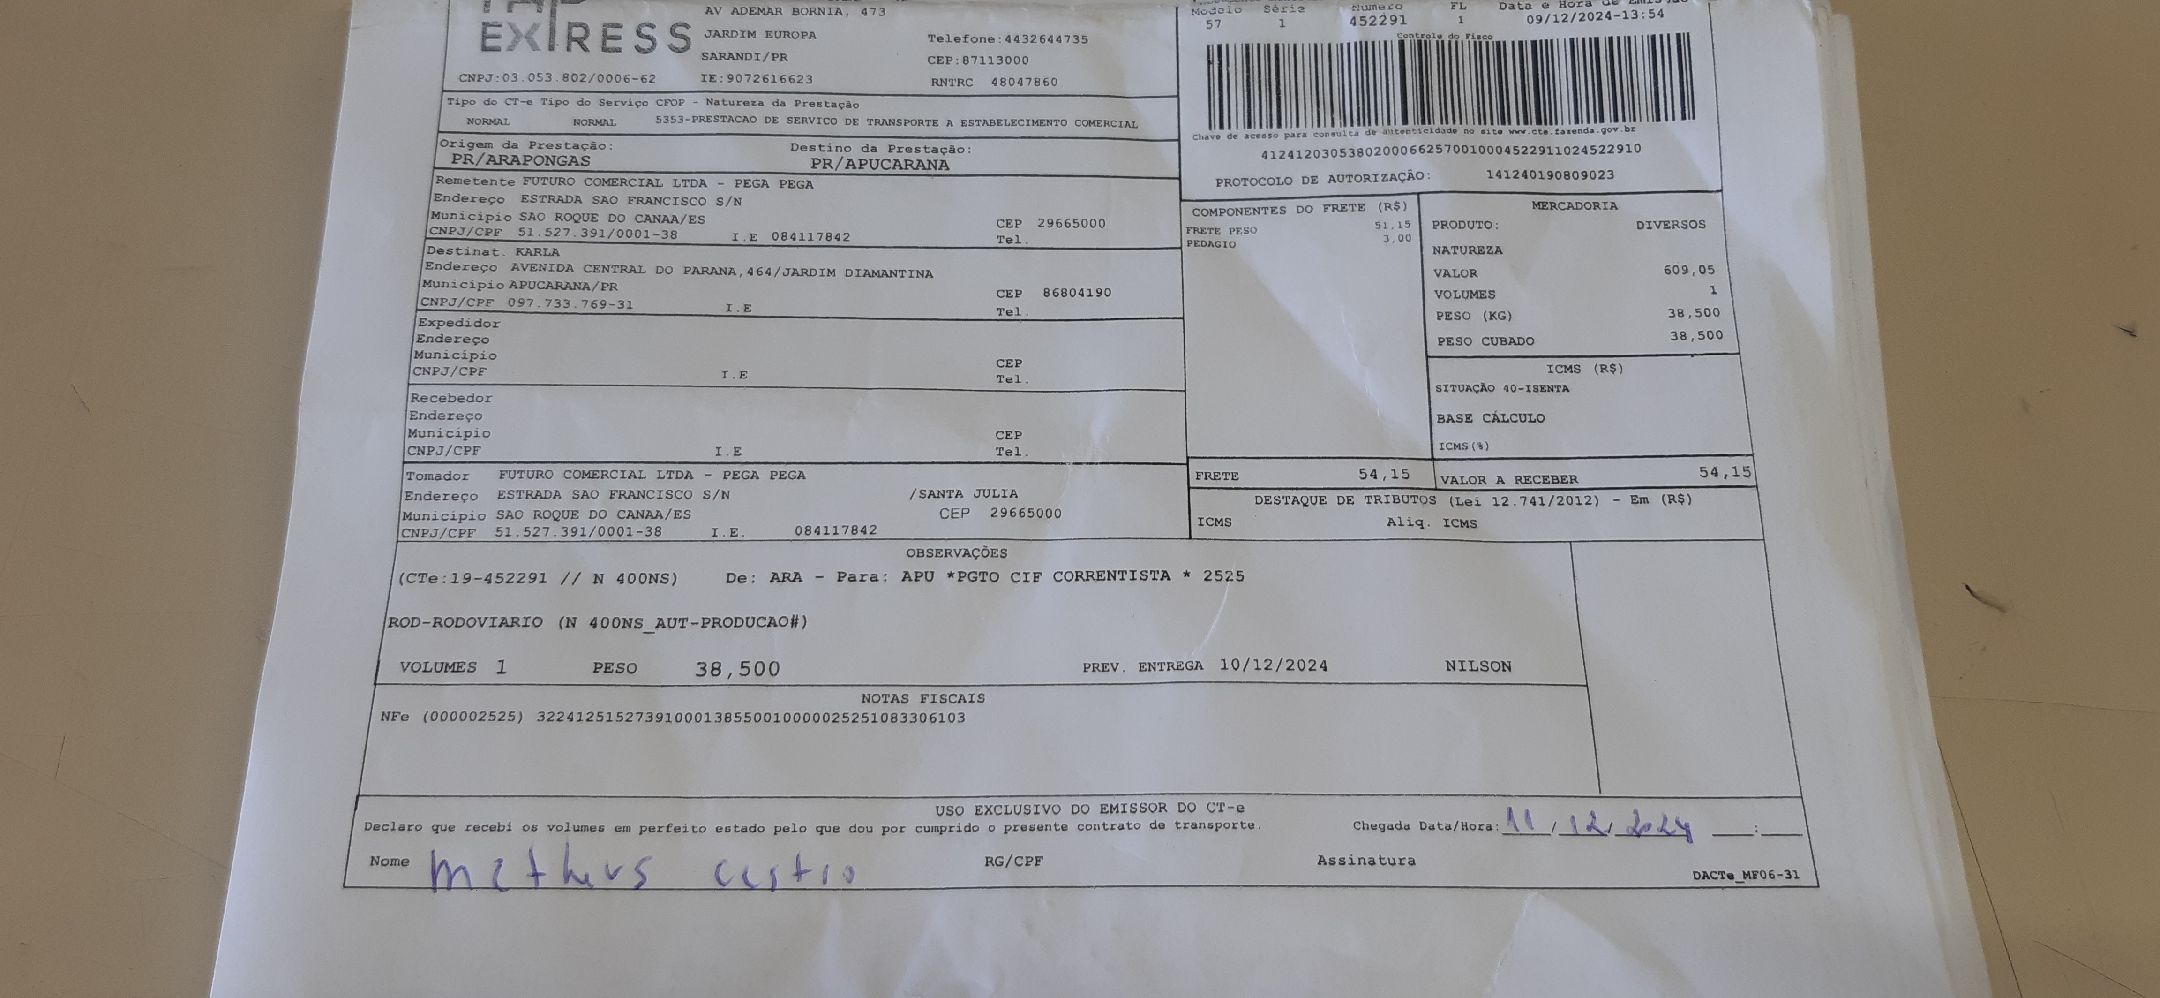 EXPRESS
AV ADEMAR BORNIA, 473
JARDIM EUROPA
Telefone:4432644735
SARANDI/PR
CEP:87113000
CNPJ:03.053.802/0006-62
IE:9072616623
RNTRC 48047860
Modelo Série Numero FL Data e Hora de
57 1 452291 1 09/12/2024-13:54
Controle do Fisco
Chave de acesso para consulta de autenticidade no site www.cte.fazenda.gov.br
41241203053802000662570010004522911024522910
PROTOCOLO DE AUTORIZAÇÃO: 141240190809023
Tipo do CT-e Tipo do Serviço CFOP - Natureza da Prestação
NORMAL NORMAL 5353-PRESTACAO DE SERVICO DE TRANSPORTE A ESTABELECIMENTO COMERCIAL
Origem da Prestação: Destino da Prestação:
PR/ARAPONGAS PR/APUCARANA
Remetente FUTURO COMERCIAL LTDA - PEGA PEGA
Endereço ESTRADA SAO FRANCISCO S/N
Município SAO ROQUE DO CANAA/ES CEP 29665000
CNPJ/CPF 51.527.391/0001-38 I.E 084117842 Tel.
Destinat. KARLA
Endereço AVENIDA CENTRAL DO PARANA,464/JARDIM DIAMANTINA
Município APUCARANA/PR CEP 86804190
CNPJ/CPF 097.733.769-31 I.E Tel.
Expedidor
Endereço
Município CEP
CNPJ/CPF I.E Tel.
Recebedor
Endereço
Município CEP
CNPJ/CPF I.E Tel.
Tomador FUTURO COMERCIAL LTDA - PEGA PEGA
Endereço ESTRADA SAO FRANCISCO S/N /SANTA JULIA
Município SAO ROQUE DO CANAA/ES CEP 29665000
CNPJ/CPF 51.527.391/0001-38 I.E. 084117842
COMPONENTES DO FRETE (R$)
FRETE PESO 51,15
PEDAGIO 3,00
MERCADORIA
PRODUTO: DIVERSOS
NATUREZA
VALOR 609,05
VOLUMES 1
PESO (KG) 38,500
PESO CUBADO 38,500
ICMS (R$)
SITUAÇÃO 40-ISENTA
BASE CÁLCULO
ICMS(%)
FRETE 54,15
VALOR A RECEBER 54,15
DESTAQUE DE TRIBUTOS (Lei 12.741/2012) - Em (R$)
ICMS Aliq. ICMS
OBSERVAÇÕES
(CTe:19-452291 // N 400NS) De: ARA - Para: APU *PGTO CIF CORRENTISTA * 2525
ROD-RODOVIARIO (N 400NS_AUT-PRODUCAO#)
VOLUMES 1 PESO 38,500 PREV. ENTREGA 10/12/2024 NILSON
NOTAS FISCAIS
NFe (000002525) 32241251527391000138550010000025251083306103
USO EXCLUSIVO DO EMISSOR DO CT-e
Declaro que recebi os volumes em perfeito estado pelo que dou por cumprido o presente contrato de transporte.
Chegada Data/Hora: 11/12/2024 ___:___
Nome Matheus Castro RG/CPF Assinatura
DACTe_MF06-31